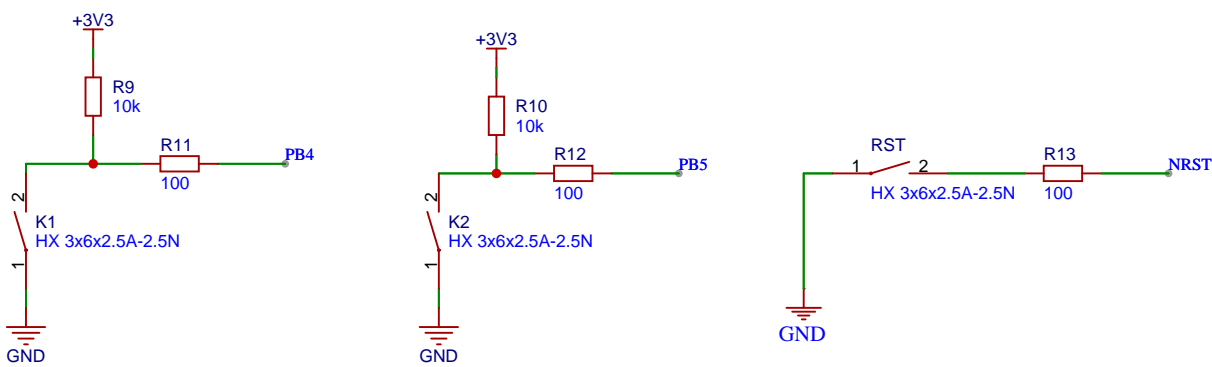 +3V3
R9
10k
R11
100
PB4
2
K1
HX 3x6x2.5A-2.5N
1
GND
+3V3
R10
10k
R12
100
PB5
2
K2
HX 3x6x2.5A-2.5N
1
GND
RST
1
2
HX 3x6x2.5A-2.5N
R13
100
NRST
GND